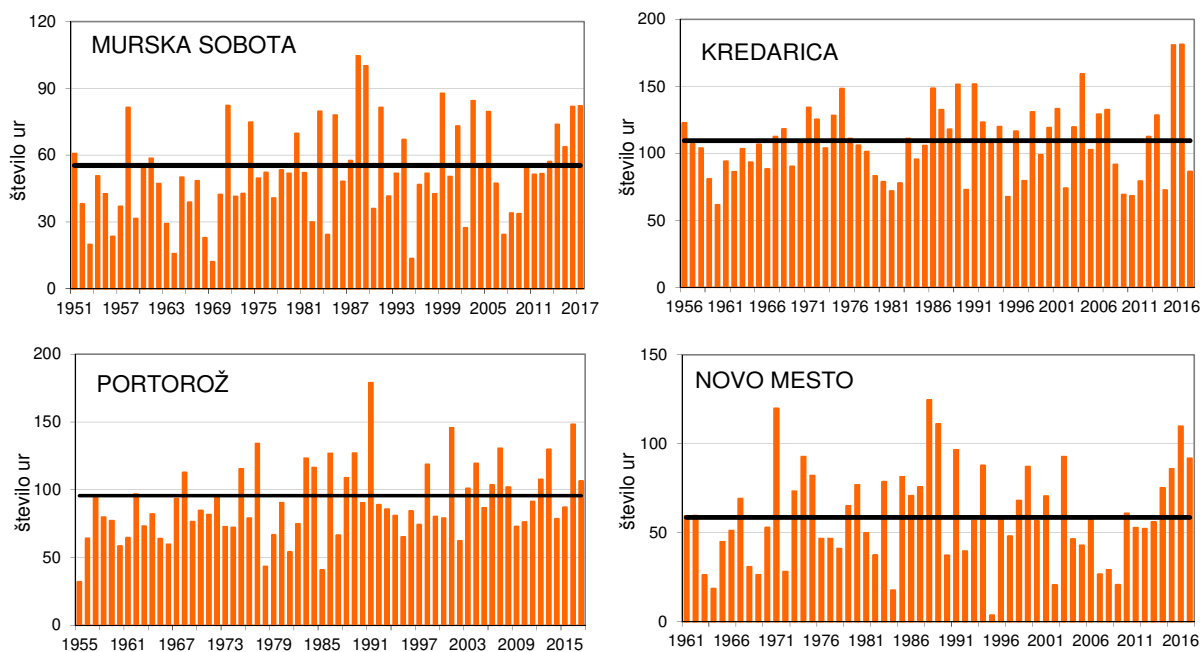 MURSKA SOBOTA
število ur
120
90
60
30
0
1951 1957 1963 1969 1975 1981 1987 1993 1999 2005 2011 2017
KREDARICA
število ur
200
150
100
50
0
1956 1961 1966 1971 1976 1981 1986 1991 1996 2001 2006 2011 2016
PORTOROŽ
število ur
200
150
100
50
0
1955 1961 1967 1973 1979 1985 1991 1997 2003 2009 2015
NOVO MESTO
število ur
150
100
50
0
1961 1966 1971 1976 1981 1986 1991 1996 2001 2006 2011 2016